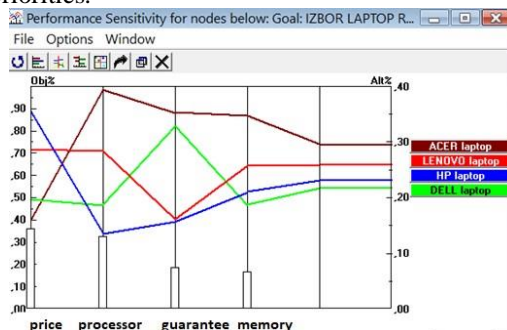 iorities.
Performance Sensitivity for nodes below: Goal: IZBOR LAPTOP R...
File Options Window
Obj% Alt%
,90
,80
,70
,60
,50
,40
,30
,20
,10
,00
,40
,30
,20
,10
,00
ACER laptop
LENOVO laptop
HP laptop
DELL laptop
price processor guarantee memory